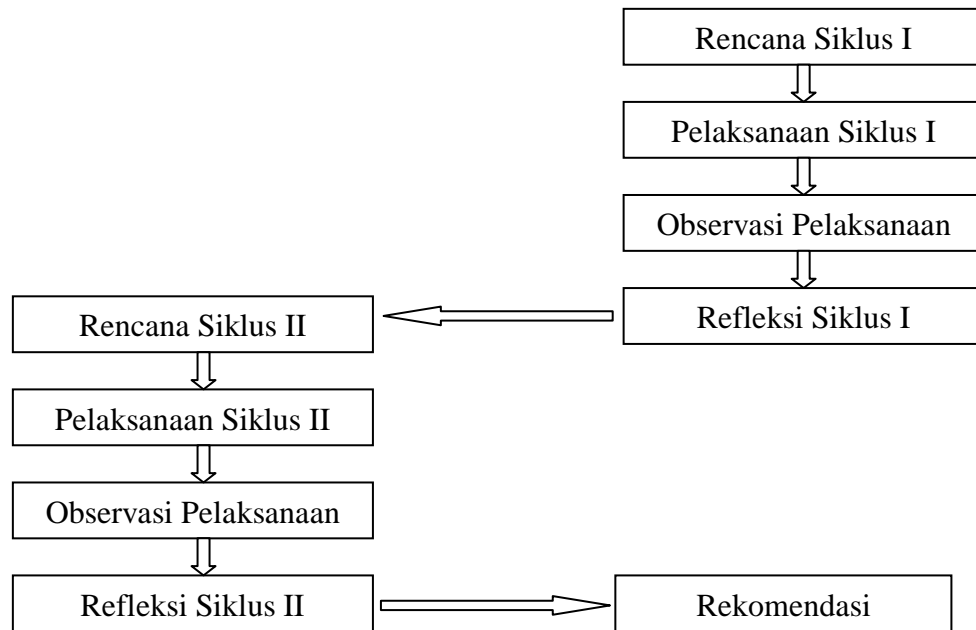 Rencana Siklus I
Pelaksanaan Siklus I
Observasi Pelaksanaan
Refleksi Siklus I
Rencana Siklus II
Pelaksanaan Siklus II
Observasi Pelaksanaan
Refleksi Siklus II
Rekomendasi